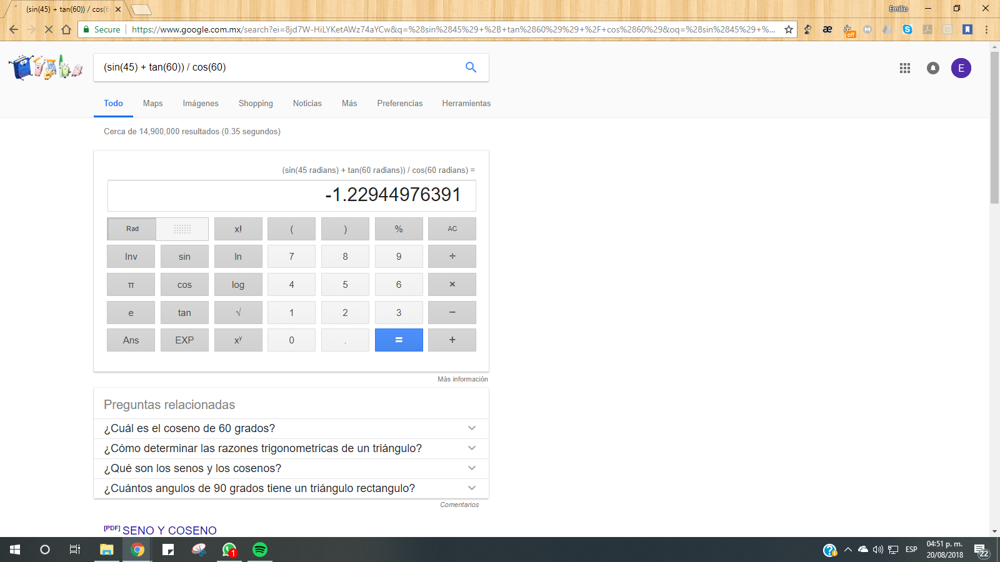 (sin(45) + tan(60)) / cos(6
Emilio
Secure
https://www.google.com.mx/search?ei=8jd7W-HiLYKetAWz74aYCw&q=%28sin%2845%29+%2B+tan%2860%29%29+%2F+cos%2860%29&oq=%28sin%2845%29+%...
æ
off
(sin(45) + tan(60)) / cos(60)
E
Todo Maps Imágenes Shopping Noticias Más Preferencias Herramientas
Cerca de 14,900,000 resultados (0.35 segundos)
(sin(45 radians) + tan(60 radians)) / cos(60 radians) =
-1.22944976391
Rad x! ( ) % AC
Inv sin ln 7 8 9 ÷
π cos log 4 5 6 ×
e tan √ 1 2 3 −
Ans EXP xʸ 0 . = +
Más información
Preguntas relacionadas
¿Cuál es el coseno de 60 grados?
¿Cómo determinar las razones trigonometricas de un triángulo?
¿Qué son los senos y los cosenos?
¿Cuántos angulos de 90 grados tiene un triángulo rectangulo?
Comentarios
[PDF] SENO Y COSENO
1
ESP
04:51 p. m.
20/08/2018
22